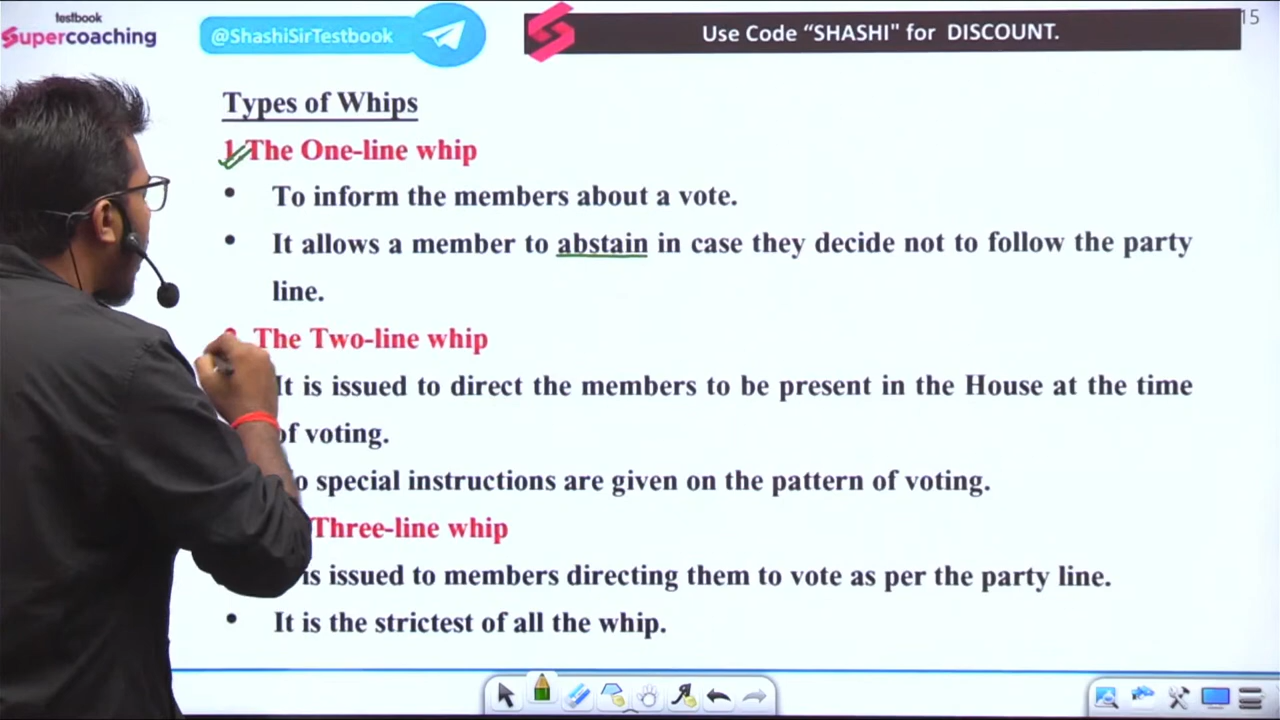 testbook
Supercoaching
@ShashiSirTestbook
Use Code “SHASHI" for DISCOUNT.
15
Types of Whips
The One-line whip
• To inform the members about a vote.
• It allows a member to abstain in case they decide not to follow the party
line.
The Two-line whip
It is issued to direct the members to be present in the House at the time
of voting.
special instructions are given on the pattern of voting.
Three-line whip
is issued to members directing them to vote as per the party line.
• It is the strictest of all the whip.